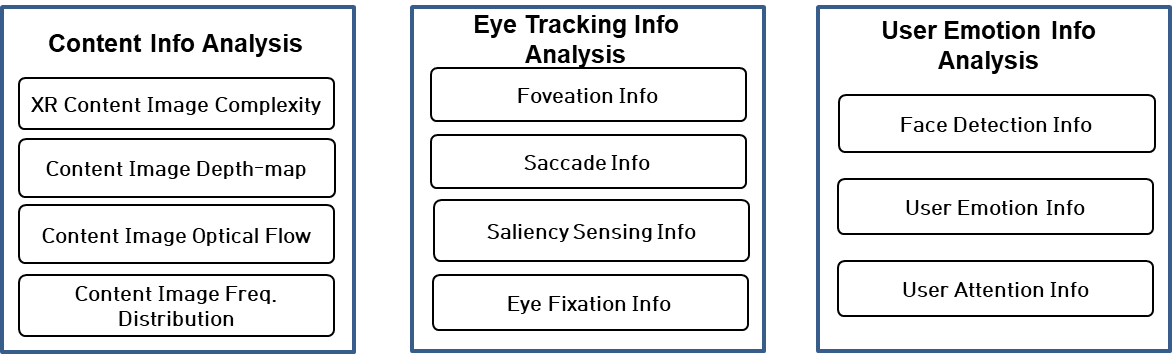 Content Info Analysis
XR Content Image Complexity
Content Image Depth-map
Content Image Optical Flow
Content Image Freq.
Distribution
Eye Tracking Info
Analysis
Foveation Info
Saccade Info
Saliency Sensing Info
Eye Fixation Info
User Emotion Info
Analysis
Face Detection Info
User Emotion Info
User Attention Info